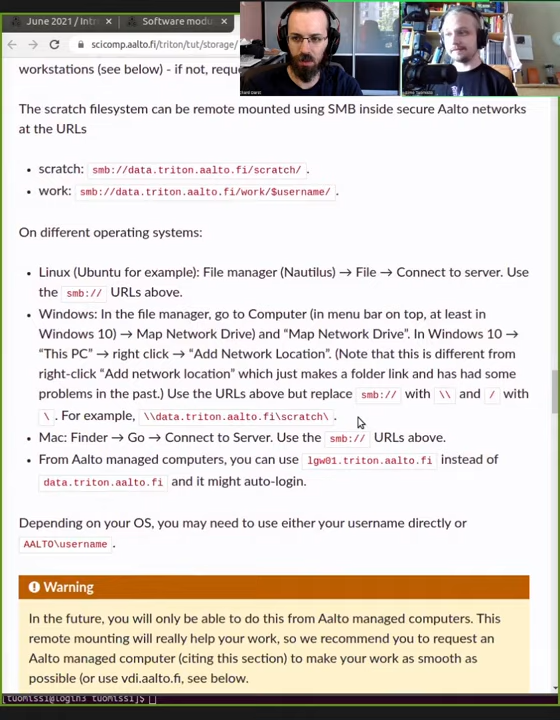 June 2021 / Intro
Software modu
scicomp.aalto.fi/triton/tut/storage/
workstations (see below) - if not, reque
The scratch filesystem can be remote mounted using SMB inside secure Aalto networks
at the URLs
• scratch: smb://data.triton.aalto.fi/scratch/ .
• work: smb://data.triton.aalto.fi/work/$username/ .
On different operating systems:
• Linux (Ubuntu for example): File manager (Nautilus) → File → Connect to server. Use
the smb:// URLs above.
• Windows: In the file manager, go to Computer (in menu bar on top, at least in
Windows 10) → Map Network Drive) and “Map Network Drive”. In Windows 10 →
“This PC” → right click → “Add Network Location”. (Note that this is different from
right-click “Add network location” which just makes a folder link and has had some
problems in the past.) Use the URLs above but replace smb:// with \\ and / with
\ . For example, \\data.triton.aalto.fi\scratch\ .
• Mac: Finder → Go → Connect to Server. Use the smb:// URLs above.
• From Aalto managed computers, you can use lgw01.triton.aalto.fi instead of
data.triton.aalto.fi and it might auto-login.
Depending on your OS, you may need to use either your username directly or
AALTO\username .
Warning
In the future, you will only be able to do this from Aalto managed computers. This
remote mounting will really help your work, so we recommend you to request an
Aalto managed computer (citing this section) to make your work as smooth as
possible (or use vdi.aalto.fi, see below.
[tuomiss1@login3 tuomiss1]$